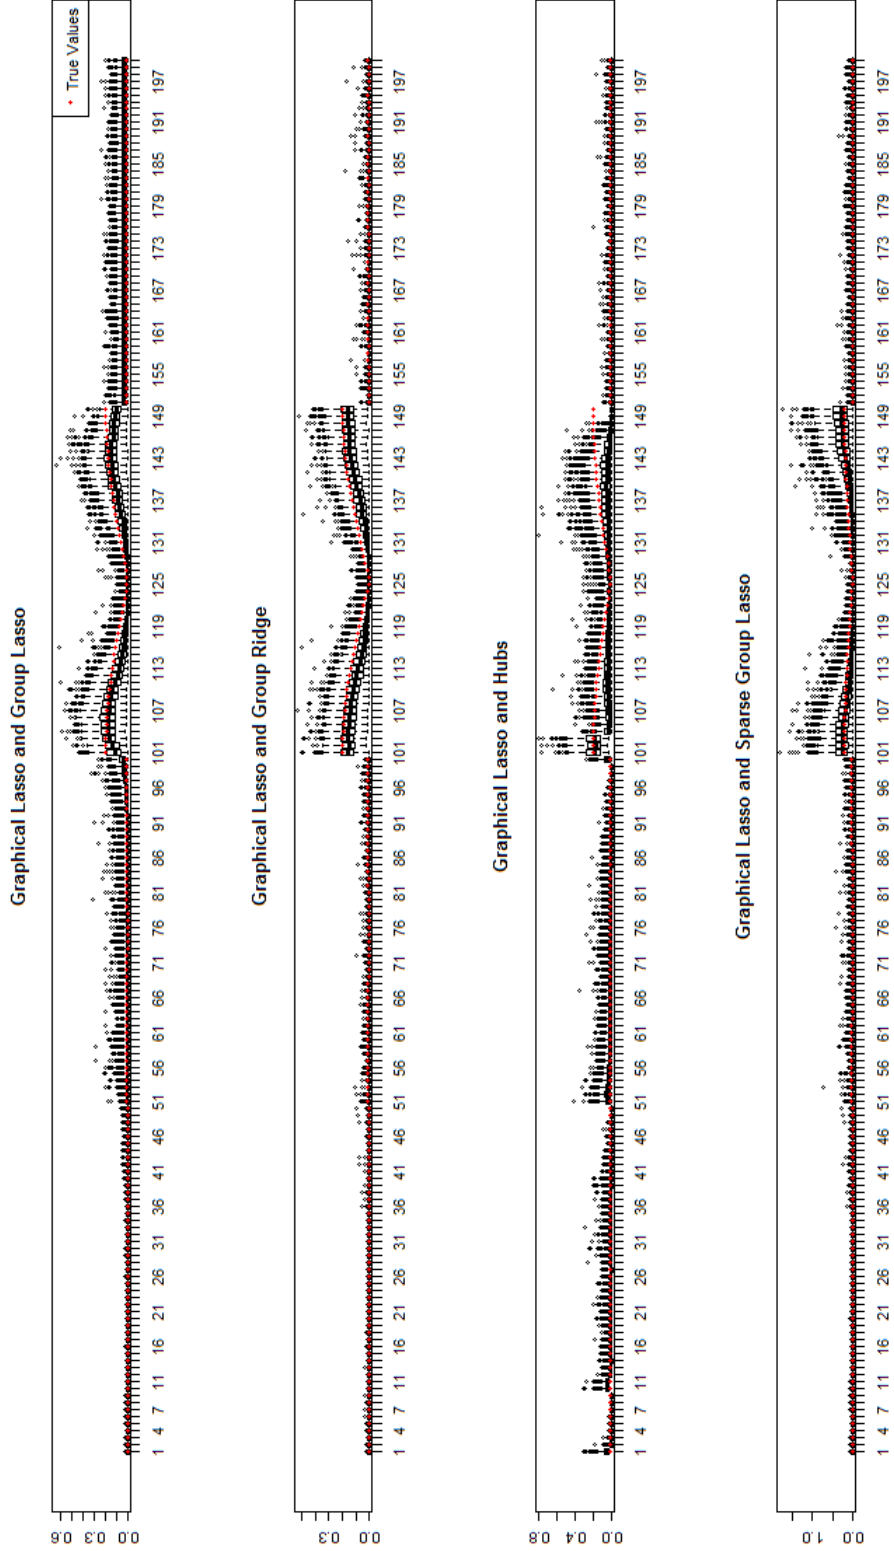 Graphical Lasso and Group Lasso
True Values
0.6 0.3 0.0
1 4 7 11 16 21 26 31 36 41 46 51 56 61 66 71 76 81 86 91 96 101 107 113 119 125 131 137 143 149 155 161 167 173 179 185 191 197
Graphical Lasso and Group Ridge
0.3 0.0
1 4 7 11 16 21 26 31 36 41 46 51 56 61 66 71 76 81 86 91 96 101 107 113 119 125 131 137 143 149 155 161 167 173 179 185 191 197
Graphical Lasso and Hubs
0.8 0.4 0.0
1 4 7 11 16 21 26 31 36 41 46 51 56 61 66 71 76 81 86 91 96 101 107 113 119 125 131 137 143 149 155 161 167 173 179 185 191 197
Graphical Lasso and Sparse Group Lasso
1.0 0.0
1 4 7 11 16 21 26 31 36 41 46 51 56 61 66 71 76 81 86 91 96 101 107 113 119 125 131 137 143 149 155 161 167 173 179 185 191 197